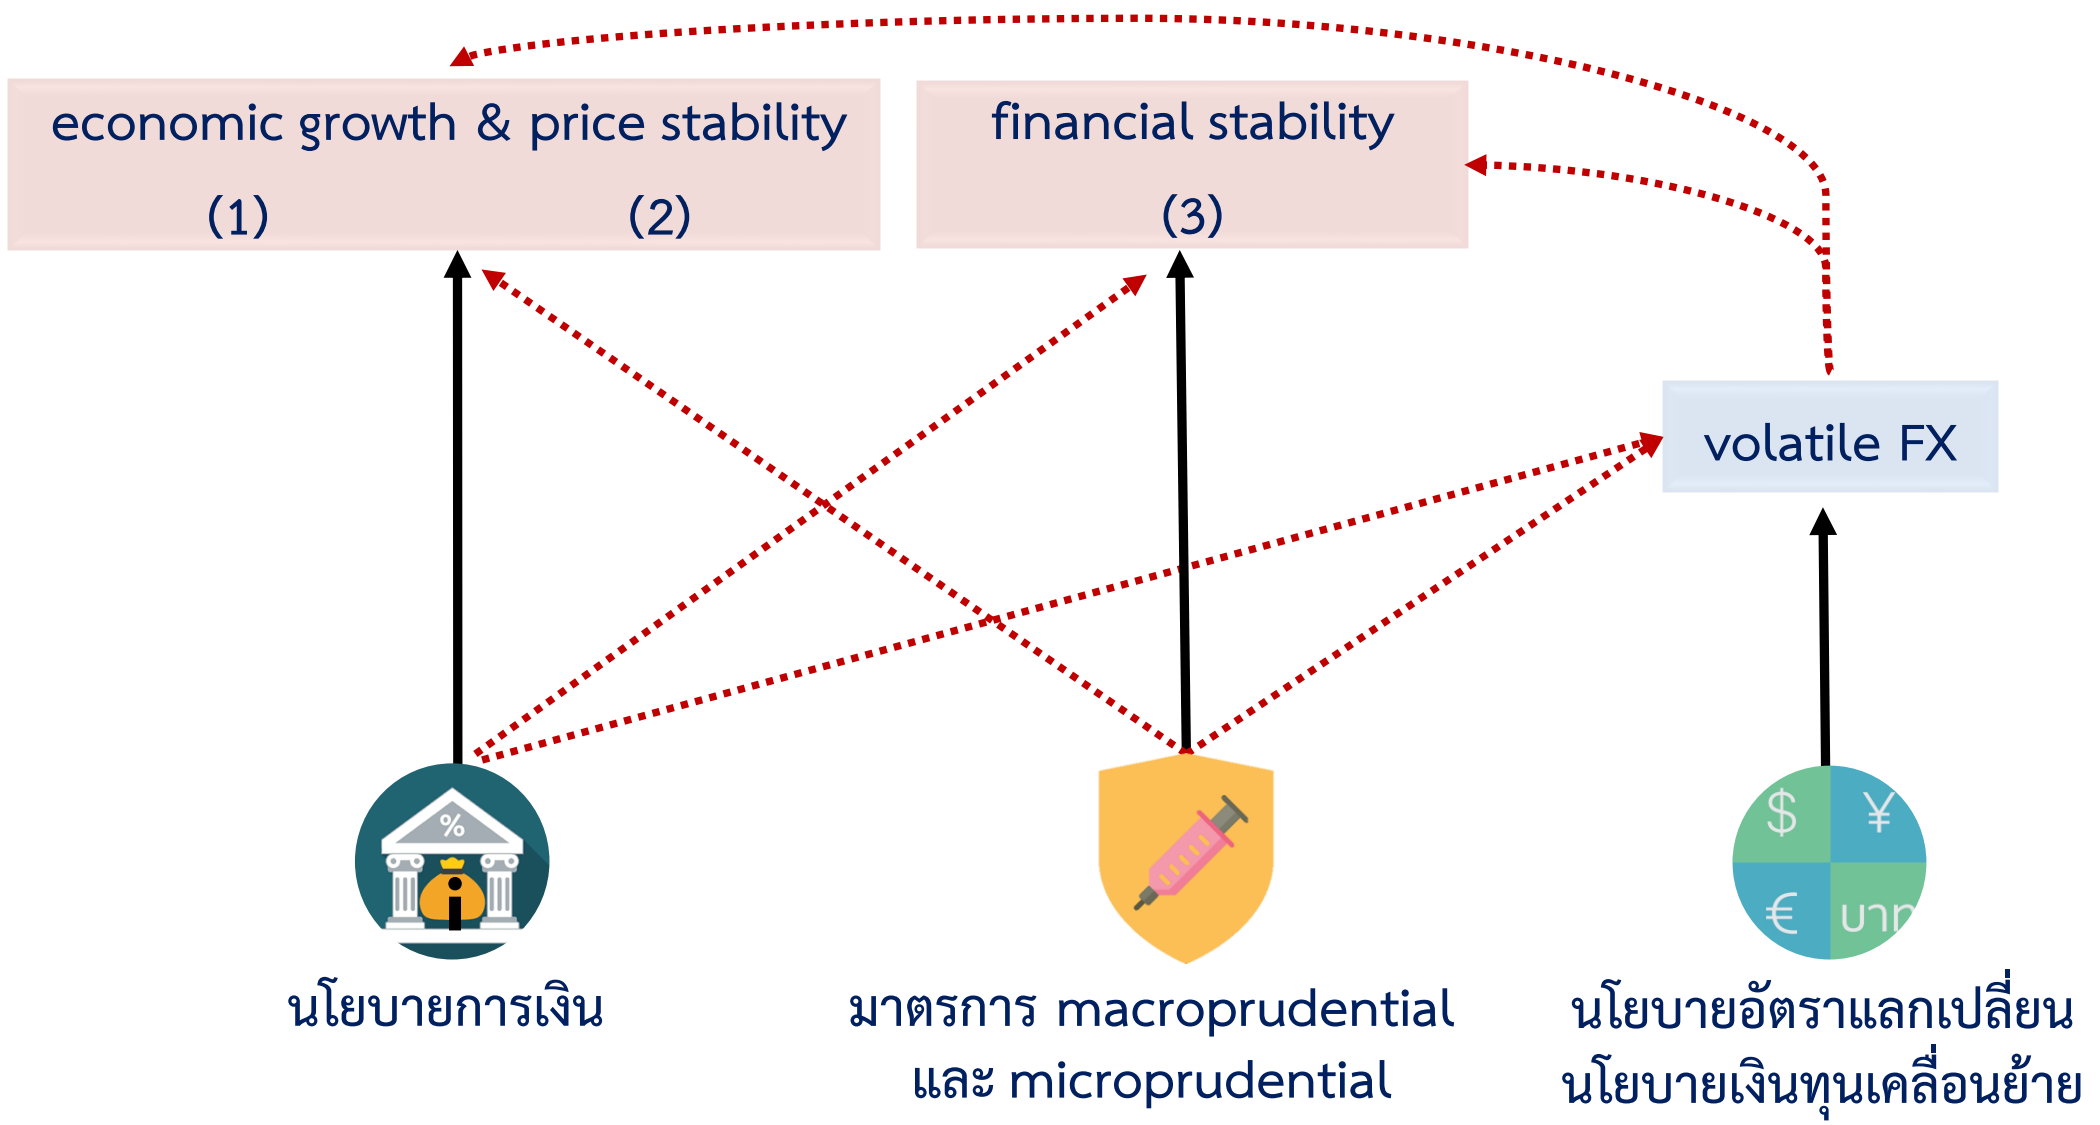 economic growth & price stability
(1) (2)
financial stability
(3)
volatile FX
%
$ ¥
€
นโยบายการเงิน
มาตรการ macroprudential
และ microprudential
นโยบายอัตราแลกเปลี่ยน
นโยบายเงินทุนเคลื่อนย้าย